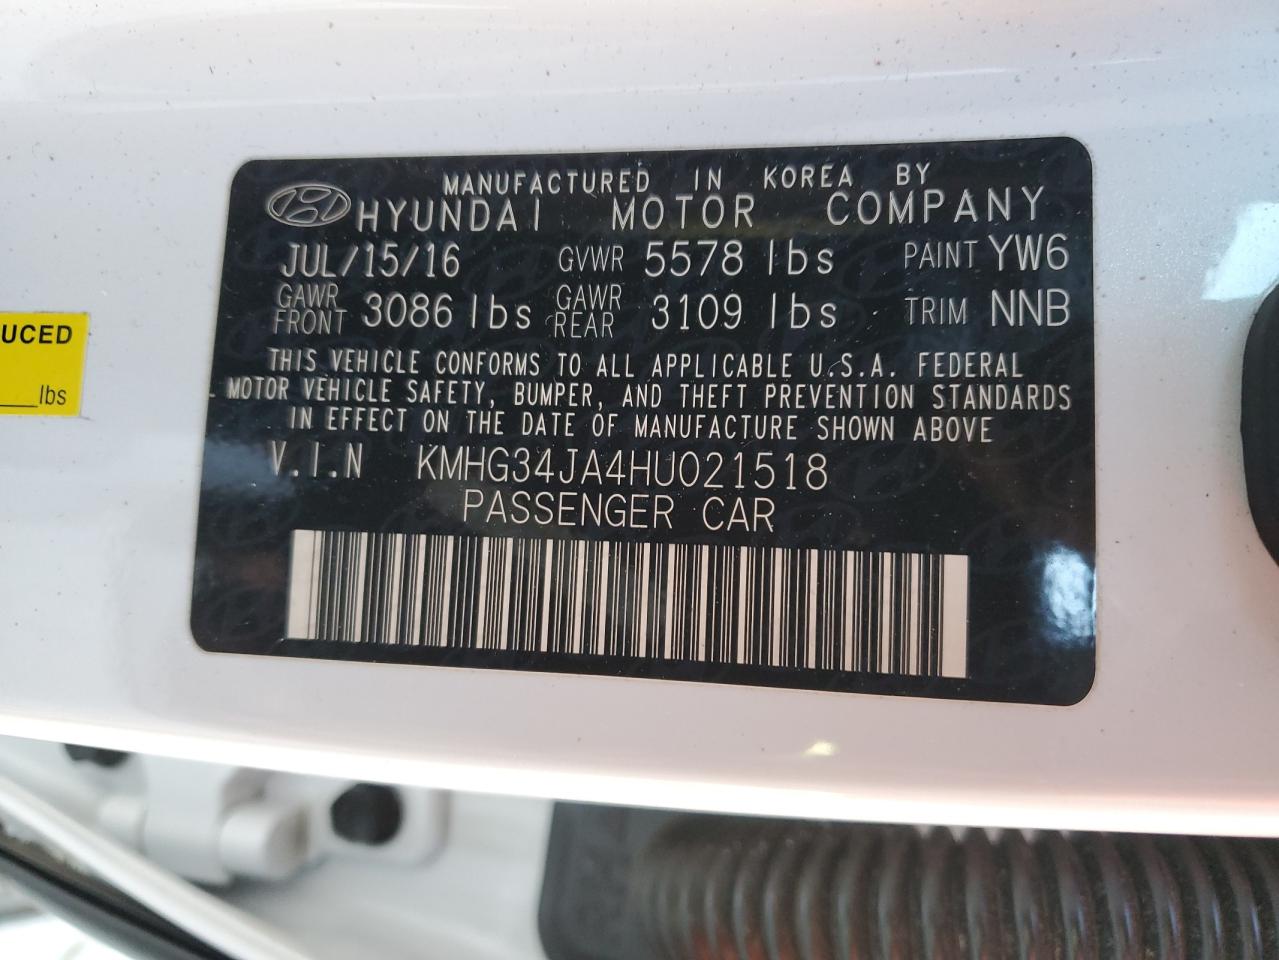 MANUFACTURED IN KOREA BY
HYUNDAI MOTOR COMPANY
JUL/15/16 GVWR 5578 lbs PAINT YW6
GAWR FRONT 3086 lbs GAWR REAR 3109 lbs TRIM NNB
THIS VEHICLE CONFORMS TO ALL APPLICABLE U.S.A. FEDERAL
MOTOR VEHICLE SAFETY, BUMPER, AND THEFT PREVENTION STANDARDS
IN EFFECT ON THE DATE OF MANUFACTURE SHOWN ABOVE
V.I.N KMHG34JA4HU021518
PASSENGER CAR
UCED
lbs